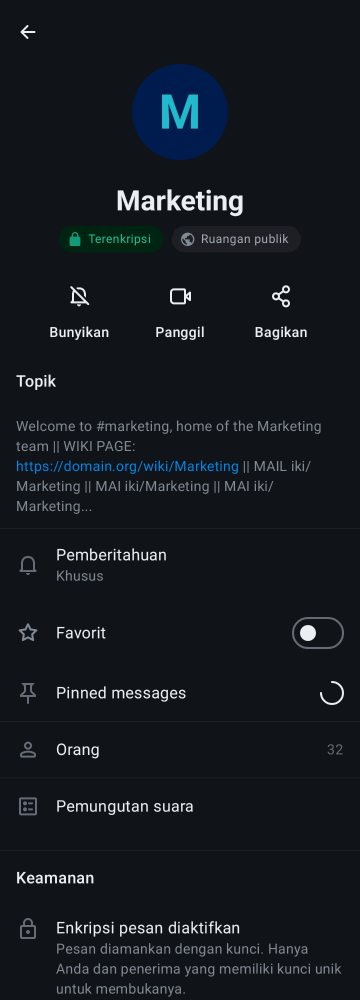 M
Marketing
Terenkripsi
Ruangan publik
Bunyikan
Panggil
Bagikan
Topik
Welcome to #marketing, home of the Marketing
team || WIKI PAGE:
https://domain.org/wiki/Marketing || MAIL iki/
Marketing || MAI iki/Marketing || MAI iki/
Marketing...
Pemberitahuan
Khusus
Favorit
Pinned messages
Orang
32
Pemungutan suara
Keamanan
Enkripsi pesan diaktifkan
Pesan diamankan dengan kunci. Hanya
Anda dan penerima yang memiliki kunci unik
untuk membukanya.